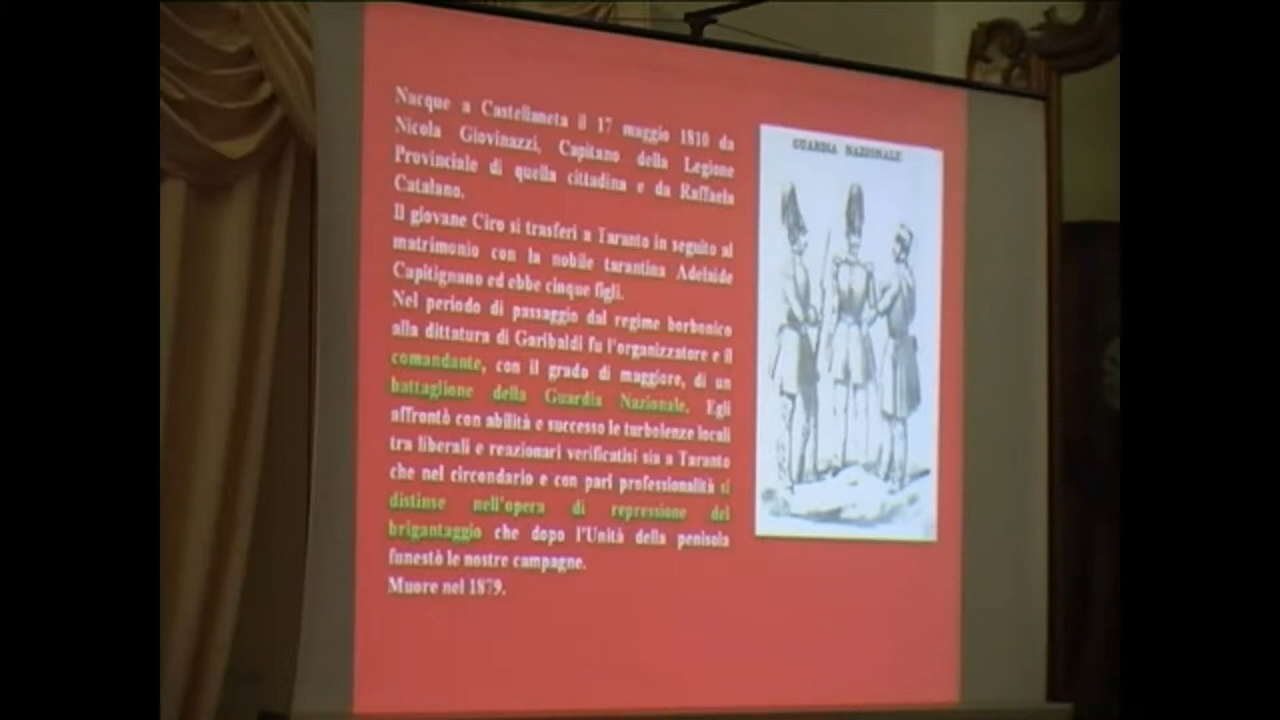 Nacque a Castellaneta il 17 maggio 1810 da
Nicola Giovinazzi, Capitano della Legione
Provinciale di quella cittadina e da Raffaela
Catalano.
Il giovane Ciro si trasferì a Taranto in seguito al
matrimonio con la nobile tarantina Adelaide
Capitignano ed ebbe cinque figli.
Nel periodo di passaggio dal regime borbonico
alla dittatura di Garibaldi fu l'organizzatore e il
comandante, con il grado di maggiore, di un
battaglione della Guardia Nazionale. Egli
affrontò con abilità e successo le turbolenze locali
tra liberali e reazionari verificatisi sia a Taranto
che nel circondario e con pari professionalità si
distinse nell'opera di repressione del
brigantaggio che dopo l'Unità della penisola
funestò le nostre campagne.
Muore nel 1879.
GUARDIA NAZIONALE